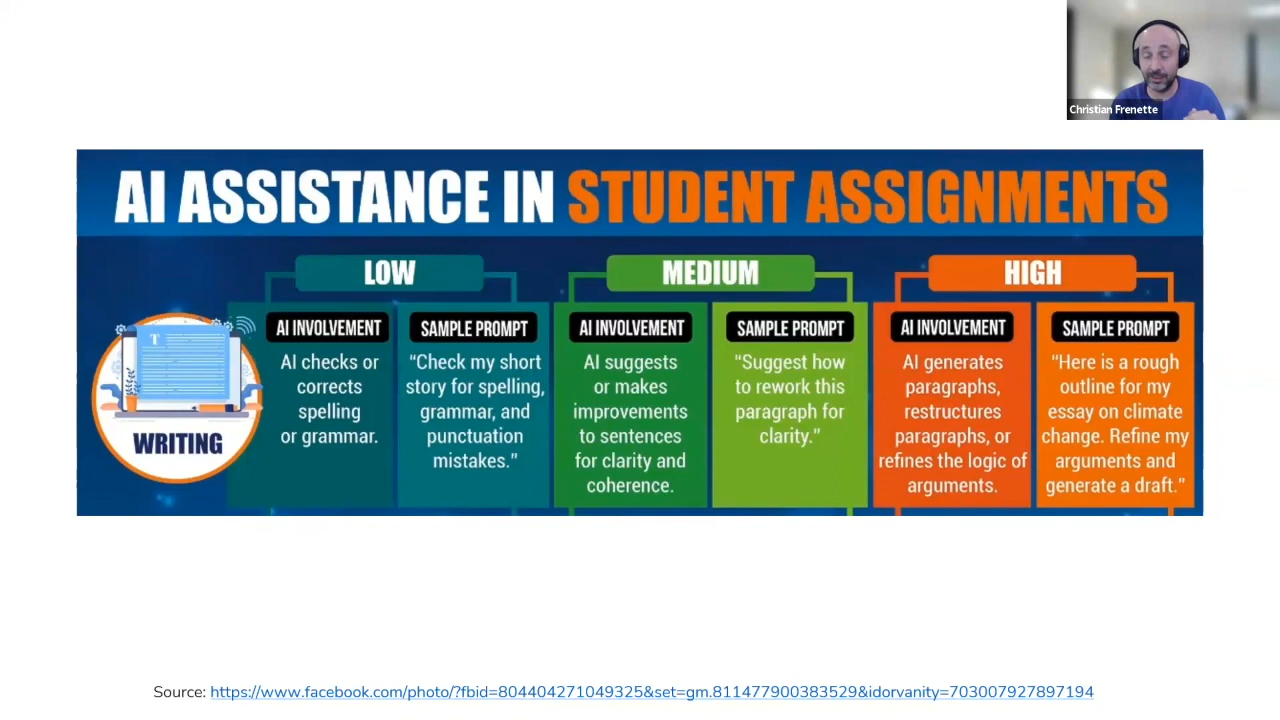 Christian Frenette
AI ASSISTANCE IN STUDENT ASSIGNMENTS
LOW
MEDIUM
HIGH
WRITING
T
AI INVOLVEMENT
AI checks or
corrects
spelling
or grammar.
SAMPLE PROMPT
“Check my short
story for spelling,
grammar, and
punctuation
mistakes.”
AI INVOLVEMENT
AI suggests
or makes
improvements
to sentences
for clarity and
coherence.
SAMPLE PROMPT
“Suggest how
to rework this
paragraph for
clarity.”
AI INVOLVEMENT
AI generates
paragraphs,
restructures
paragraphs, or
refines the logic of
arguments.
SAMPLE PROMPT
“Here is a rough
outline for my
essay on climate
change. Refine my
arguments and
generate a draft.”
Source: https://www.facebook.com/photo/?fbid=804404271049325&set=gm.811477900383529&idorvanity=703007927897194